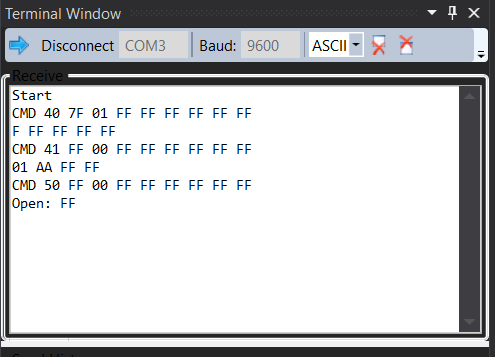 Terminal Window
Disconnect COM3 Baud: 9600 ASCII
Receive
Start
CMD 40 7F 01 FF FF FF FF FF FF
F FF FF FF FF
CMD 41 FF 00 FF FF FF FF FF FF
01 AA FF FF
CMD 50 FF 00 FF FF FF FF FF FF
Open: FF